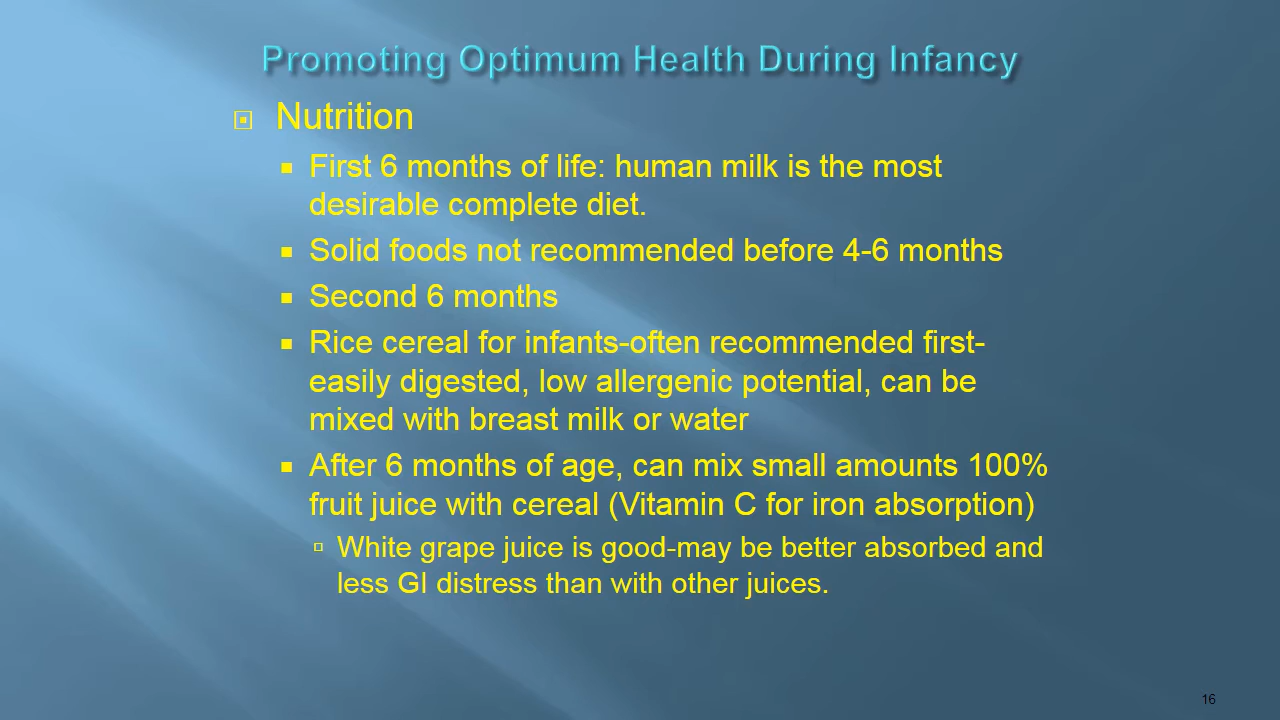 Promoting Optimum Health During Infancy
Nutrition
First 6 months of life: human milk is the most
desirable complete diet.
Solid foods not recommended before 4-6 months
Second 6 months
Rice cereal for infants-often recommended first-
easily digested, low allergenic potential, can be
mixed with breast milk or water
After 6 months of age, can mix small amounts 100%
fruit juice with cereal (Vitamin C for iron absorption)
White grape juice is good-may be better absorbed and
less GI distress than with other juices.
16